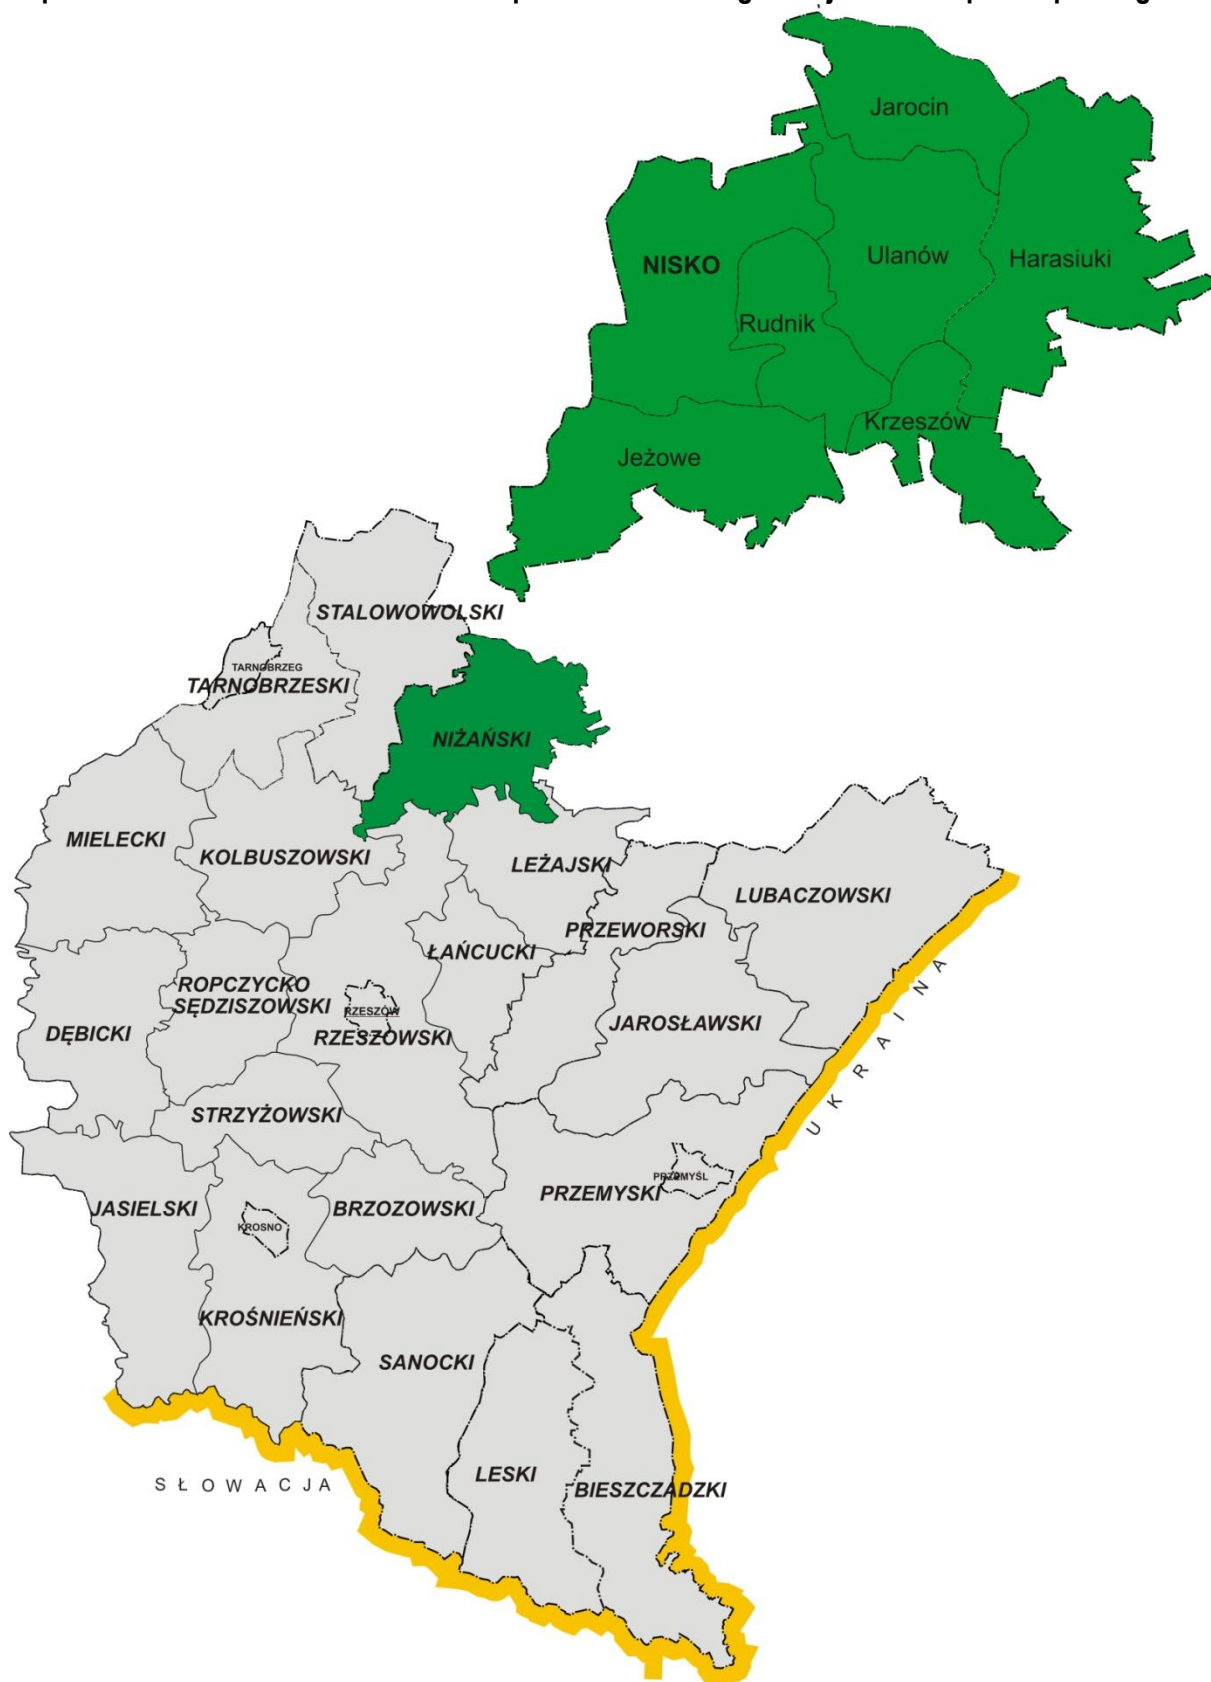 Jarocin
Ulanów
Harasiuki
NISKO
Rudnik
Krzeszów
Jeżowe
STALOWOWOLSKI
TARNOBRZEG
TARNOBRZESKI
NIŻAŃSKI
MIELECKI
KOLBUSZOWSKI
LEŻAJSKI
LUBACZOWSKI
PRZEWORSKI
ŁAŃCUCKI
ROPCZYCKO
SĘDZISZOWSKI
RZESZÓW
RZESZOWSKI
JAROSŁAWSKI
DĘBICKI
UKRAINA
STRZYŻOWSKI
PRZEMYŚL
PRZEMYSKI
JASIELSKI
BRZOZOWSKI
KROSNO
KROŚNIEŃSKI
SANOCKI
LESKI
BIESZCZADZKI
SŁOWACJA